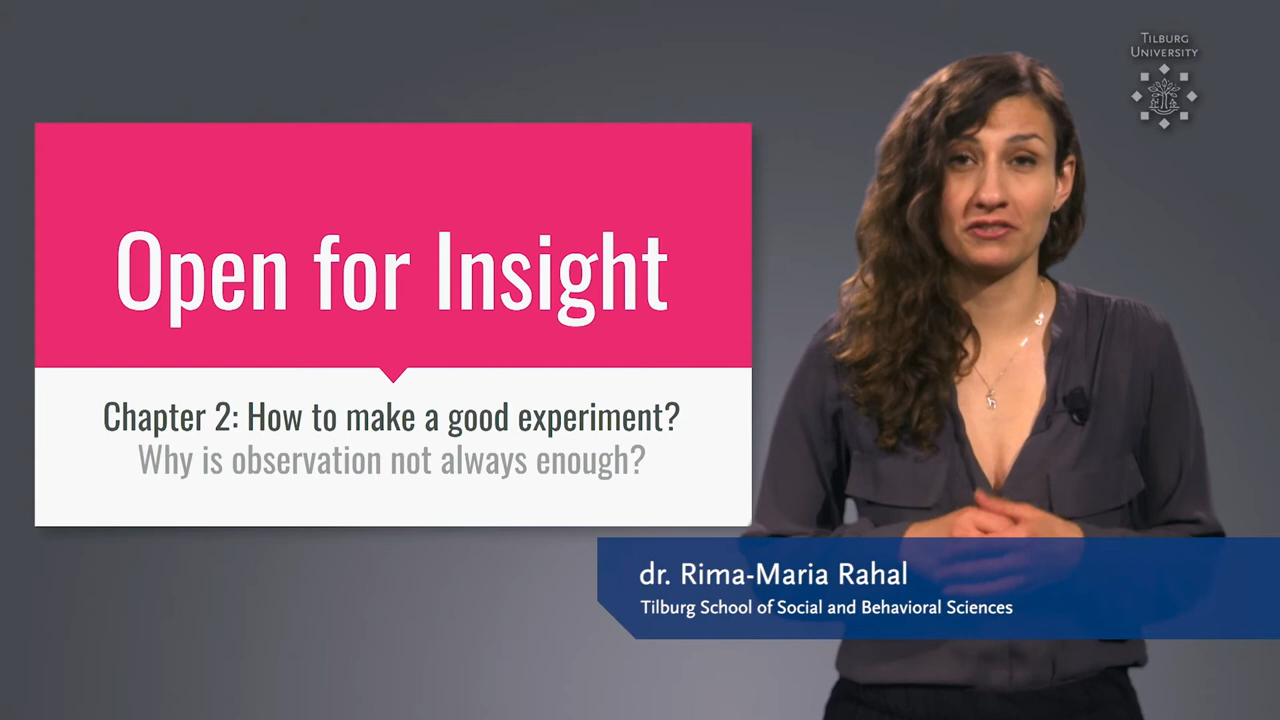 TILBURG
UNIVERSITY
Open for Insight
Chapter 2: How to make a good experiment?
Why is observation not always enough?
dr. Rima-Maria Rahal
Tilburg School of Social and Behavioral Sciences